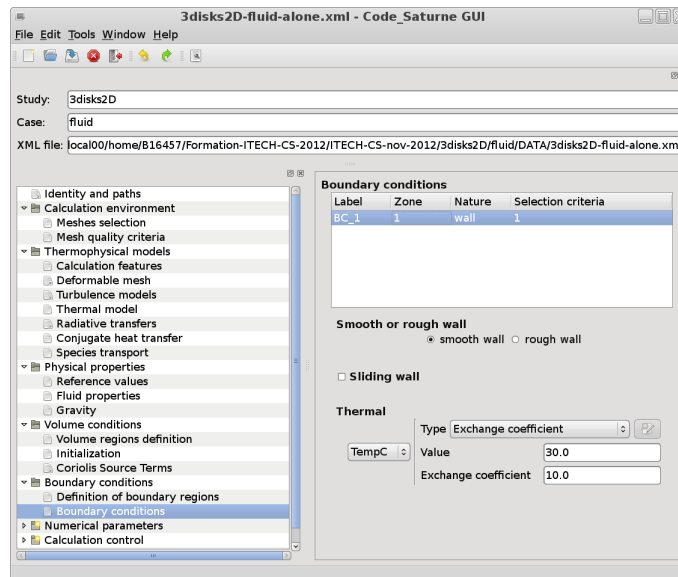 3disks2D-fluid-alone.xml - Code_Saturne GUI
File Edit Tools Window Help
Study: 3disks2D
Case: fluid
XML file: local00/home/B16457/Formation-ITECH-CS-2012/ITECH-CS-nov-2012/3disks2D/fluid/DATA/3disks2D-fluid-alone.xm
Identity and paths
Calculation environment
Meshes selection
Mesh quality criteria
Thermophysical models
Calculation features
Deformable mesh
Turbulence models
Thermal model
Radiative transfers
Conjugate heat transfer
Species transport
Physical properties
Reference values
Fluid properties
Gravity
Volume conditions
Volume regions definition
Initialization
Coriolis Source Terms
Boundary conditions
Definition of boundary regions
Boundary conditions
Numerical parameters
Calculation control
Boundary conditions
Label Zone Nature Selection criteria
BC_1 1 wall 1
Smooth or rough wall
smooth wall rough wall
Sliding wall
Thermal
Type Exchange coefficient
TempC Value 30.0
Exchange coefficient 10.0